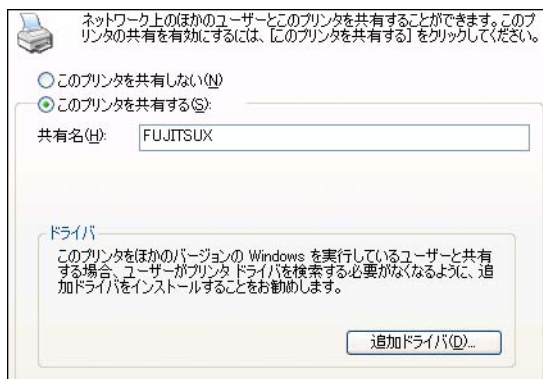 ネットワーク上のほかのユーザーとこのプリンタを共有することができます。このプ
リンタの共有を有効にするには、[このプリンタを共有する] をクリックしてください。
このプリンタを共有しない(N)
このプリンタを共有する(S):
共有名(H): FUJITSUX
ドライバ
このプリンタをほかのバージョンの Windows を実行しているユーザーと共有
する場合、ユーザーがプリンタ ドライバを検索する必要がなくなるように、追
加ドライバをインストールすることをお勧めします。
追加ドライバ(D)...